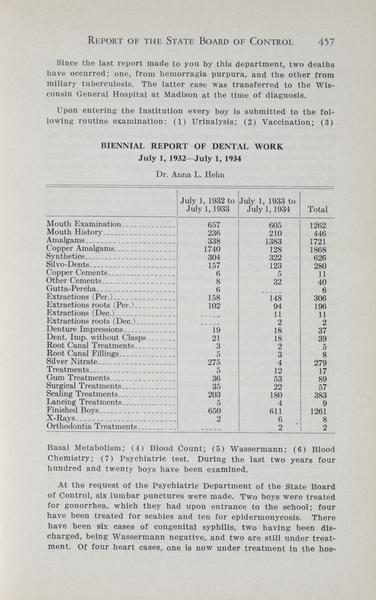 REPORT OF THE STATE BOARD OF CONTROL 457
Since the last report made to you by this department, two deaths
have occurred; one, from hemorragia purpura, and the other from
miliary tuberculosis. The latter case was transferred to the Wis-
consin General Hospital at Madison at the time of diagnosis.
Upon entering the Institution every boy is submitted to the fol-
lowing routine examination: (1) Urinalysis; (2) Vaccination; (3)
BIENNIAL REPORT OF DENTAL WORK
July 1, 1932—July 1, 1934
Dr. Anna L. Hehn
July 1, 1932 to July 1, 1933 to
July 1, 1933 July 1, 1934 Total
Mouth Examination 657 605 1262
Mouth History 236 210 446
Amalgams 338 1383 1721
Copper Amalgams 1740 128 1868
Synthetics 304 322 626
Silvo-Dents 157 123 280
Copper Cements 6 5 11
Other Cements 8 32 40
Gutta-Percha 6 ----- 6
Extractions (Per.) 158 148 306
Extractions roots (Per.) 102 94 196
Extractions (Dec.) ----- 11 11
Extractions roots (Dec.) ----- 2 2
Denture Impressions 19 18 37
Dent. Imp. without Clasps 21 18 39
Root Canal Treatments 3 2 5
Root Canal Fillings 5 3 8
Silver Nitrate 275 4 279
Treatments 5 12 17
Gum Treatments 36 53 89
Surgical Treatments 35 22 57
Scaling Treatments 203 180 383
Lancing Treatments 5 4 9
Finished Boys 650 611 1261
X-Rays 2 6 8
Orthodontia Treatments ----- 2 2
Basal Metabolism; (4) Blood Count; (5) Wassermann; (6) Blood
Chemistry; (7) Psychiatric test. During the last two years four
hundred and twenty boys have been examined.
At the request of the Psychiatric Department of the State Board
of Control, six lumbar punctures were made. Two boys were treated
for gonorrhea, which they had upon entrance to the school; four
have been treated for scabies and ten for epidermonycosis. There
have been six cases of congenital syphilis, two having been dis-
charged, being Wassermann negative, and two are still under treat-
ment. Of four heart cases, one is now under treatment in the hos-